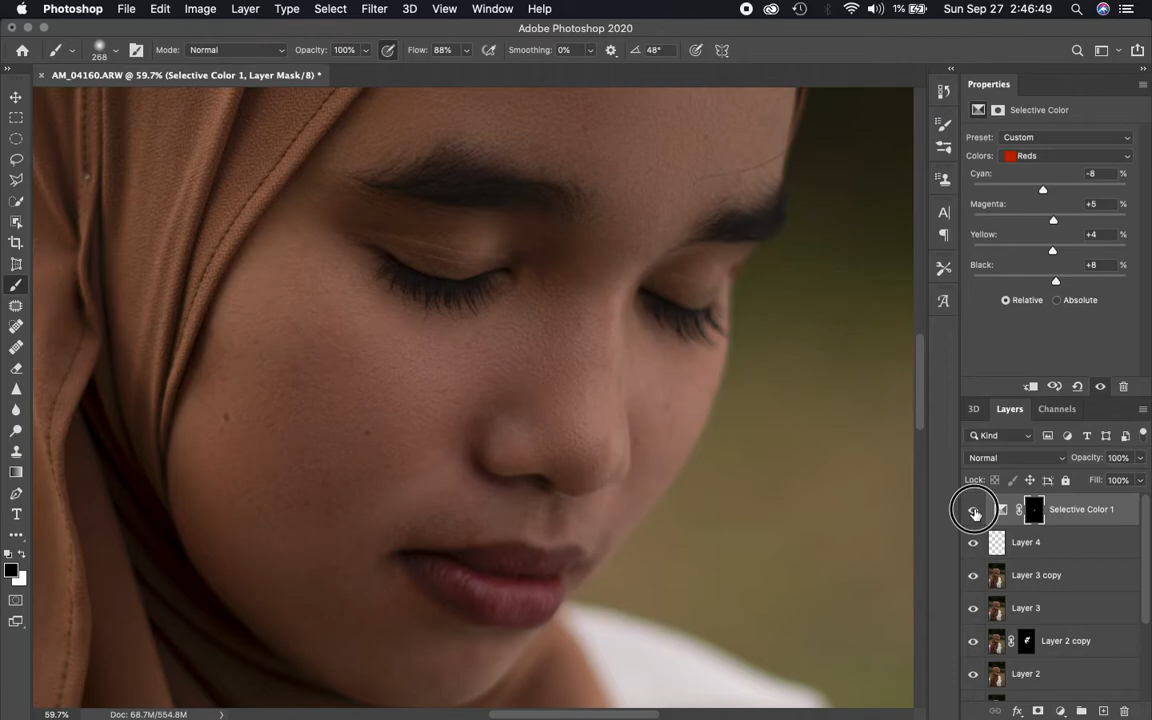 Photoshop File Edit Image Layer Type Select Filter 3D View Window Help 1% Sun Sep 27 2:46:49
Adobe Photoshop 2020
268 Mode: Normal Opacity: 100% Flow: 88% Smoothing: 0% 48°
AM_04160.ARW @ 59.7% (Selective Color 1, Layer Mask/8) *
Properties
Selective Color
Preset: Custom
Colors: Reds
Cyan: -8 %
Magenta: +5 %
Yellow: +4 %
Black: +8 %
Relative Absolute
3D Layers Channels
Kind
Normal Opacity: 100%
Lock: Fill: 100%
Selective Color 1
Layer 4
Layer 3 copy
Layer 3
Layer 2 copy
Layer 2
59.7% Doc: 68.7M/554.8M